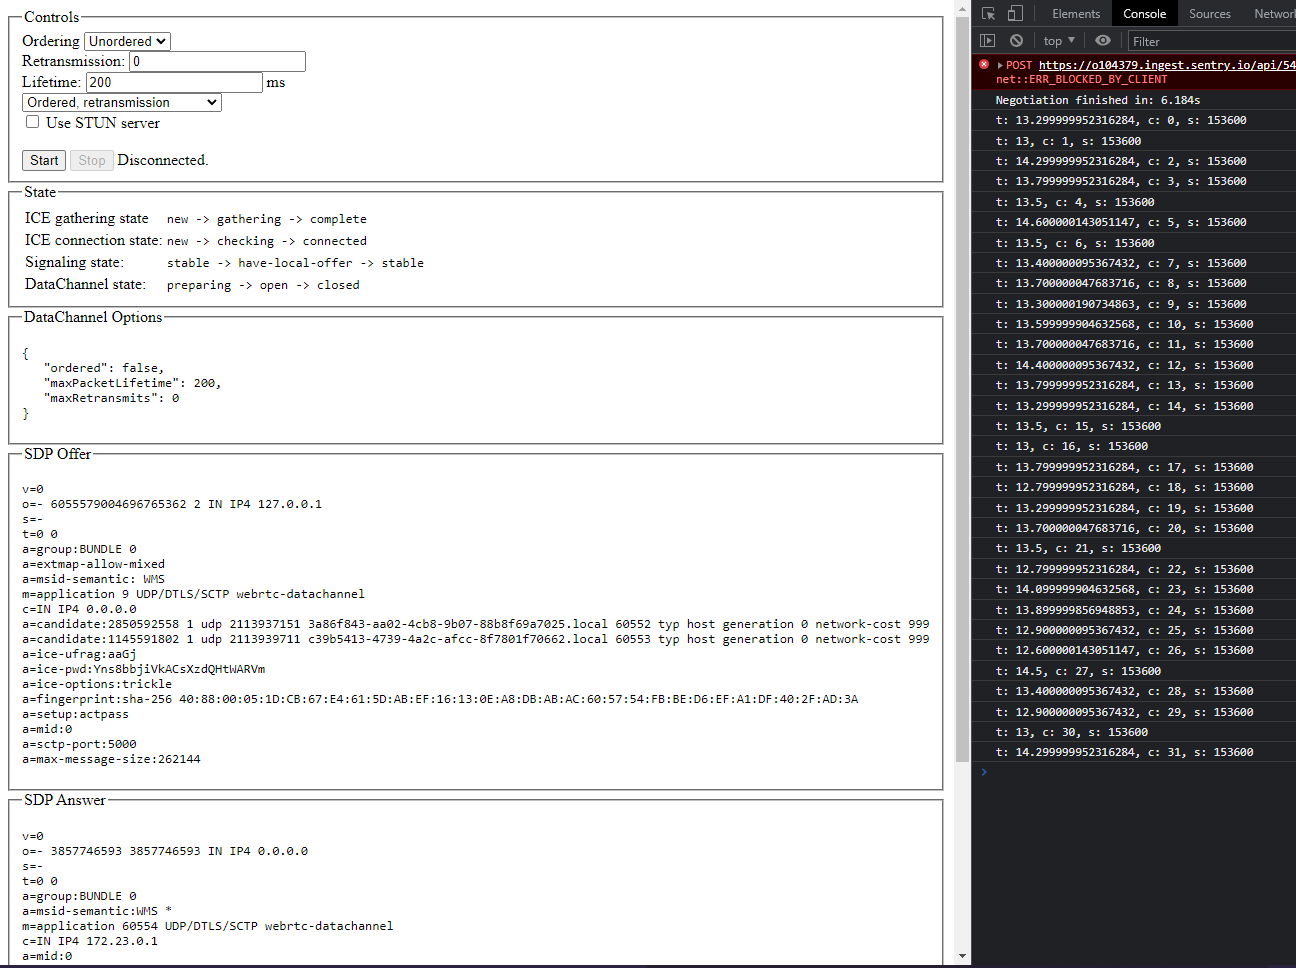 Controls
Ordering Unordered
Retransmission: 0
Lifetime: 200 ms
Ordered, retransmission
Use STUN server
Start Stop Disconnected.
State
ICE gathering state new -> gathering -> complete
ICE connection state: new -> checking -> connected
Signaling state: stable -> have-local-offer -> stable
DataChannel state: preparing -> open -> closed
DataChannel Options
{
"ordered": false,
"maxPacketLifetime": 200,
"maxRetransmits": 0
}
SDP Offer
v=0
o=- 6055579004696765362 2 IN IP4 127.0.0.1
s=-
t=0 0
a=group:BUNDLE 0
a=extmap-allow-mixed
a=msid-semantic: WMS
m=application 9 UDP/DTLS/SCTP webrtc-datachannel
c=IN IP4 0.0.0.0
a=candidate:2850592558 1 udp 2113937151 3a86f843-aa02-4cb8-9b07-88b8f69a7025.local 60552 typ host generation 0 network-cost 999
a=candidate:1145591802 1 udp 2113939711 c39b5413-4739-4a2c-afcc-8f7801f70662.local 60553 typ host generation 0 network-cost 999
a=ice-ufrag:aaGj
a=ice-pwd:Yns8bbjiVkACsXzdQHtWARVm
a=ice-options:trickle
a=fingerprint:sha-256 40:88:00:05:1D:CB:67:E4:61:5D:AB:EF:16:13:0E:A8:DB:AB:AC:60:57:54:FB:BE:D6:EF:A1:DF:40:2F:AD:3A
a=setup:actpass
a=mid:0
a=sctp-port:5000
a=max-message-size:262144
SDP Answer
v=0
o=- 3857746593 3857746593 IN IP4 0.0.0.0
s=-
t=0 0
a=group:BUNDLE 0
a=msid-semantic:WMS *
m=application 60554 UDP/DTLS/SCTP webrtc-datachannel
c=IN IP4 172.23.0.1
a=mid:0
Elements Console Sources Networ
top Filter
POST https://o104379.ingest.sentry.io/api/54
net::ERR_BLOCKED_BY_CLIENT
Negotiation finished in: 6.184s
t: 13.299999952316284, c: 0, s: 153600
t: 13, c: 1, s: 153600
t: 14.299999952316284, c: 2, s: 153600
t: 13.799999952316284, c: 3, s: 153600
t: 13.5, c: 4, s: 153600
t: 14.600000143051147, c: 5, s: 153600
t: 13.5, c: 6, s: 153600
t: 13.400000095367432, c: 7, s: 153600
t: 13.700000047683716, c: 8, s: 153600
t: 13.300000190734863, c: 9, s: 153600
t: 13.599999904632568, c: 10, s: 153600
t: 13.700000047683716, c: 11, s: 153600
t: 14.400000095367432, c: 12, s: 153600
t: 13.799999952316284, c: 13, s: 153600
t: 13.299999952316284, c: 14, s: 153600
t: 13.5, c: 15, s: 153600
t: 13, c: 16, s: 153600
t: 13.799999952316284, c: 17, s: 153600
t: 12.799999952316284, c: 18, s: 153600
t: 13.299999952316284, c: 19, s: 153600
t: 13.700000047683716, c: 20, s: 153600
t: 13.5, c: 21, s: 153600
t: 12.799999952316284, c: 22, s: 153600
t: 14.099999904632568, c: 23, s: 153600
t: 13.899999856948853, c: 24, s: 153600
t: 12.900000095367432, c: 25, s: 153600
t: 12.600000143051147, c: 26, s: 153600
t: 14.5, c: 27, s: 153600
t: 13.400000095367432, c: 28, s: 153600
t: 12.900000095367432, c: 29, s: 153600
t: 13, c: 30, s: 153600
t: 14.299999952316284, c: 31, s: 153600